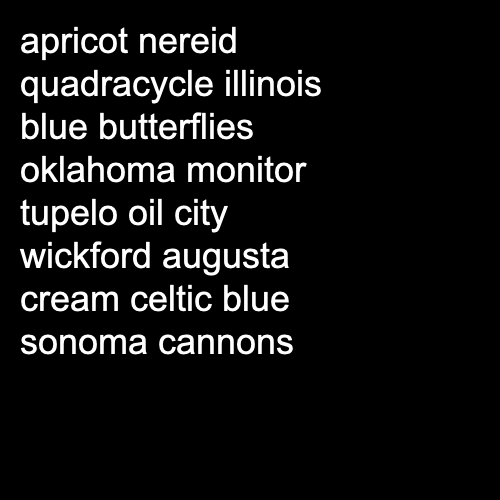 apricot nereid
quadracycle illinois
blue butterflies
oklahoma monitor
tupelo oil city
wickford augusta
cream celtic blue
sonoma cannons